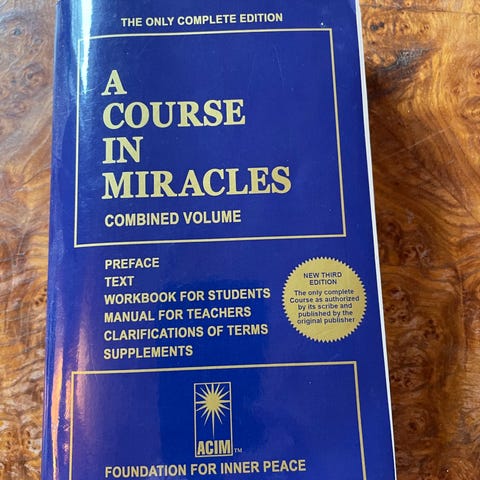 THE ONLY COMPLETE EDITION
A
COURSE
IN
MIRACLES
COMBINED VOLUME
PREFACE
TEXT
WORKBOOK FOR STUDENTS
MANUAL FOR TEACHERS
CLARIFICATIONS OF TERMS
SUPPLEMENTS
NEW THIRD
EDITION
The only complete
Course as authorized
by its scribe and
published by the
original publisher
ACIM™
FOUNDATION FOR INNER PEACE